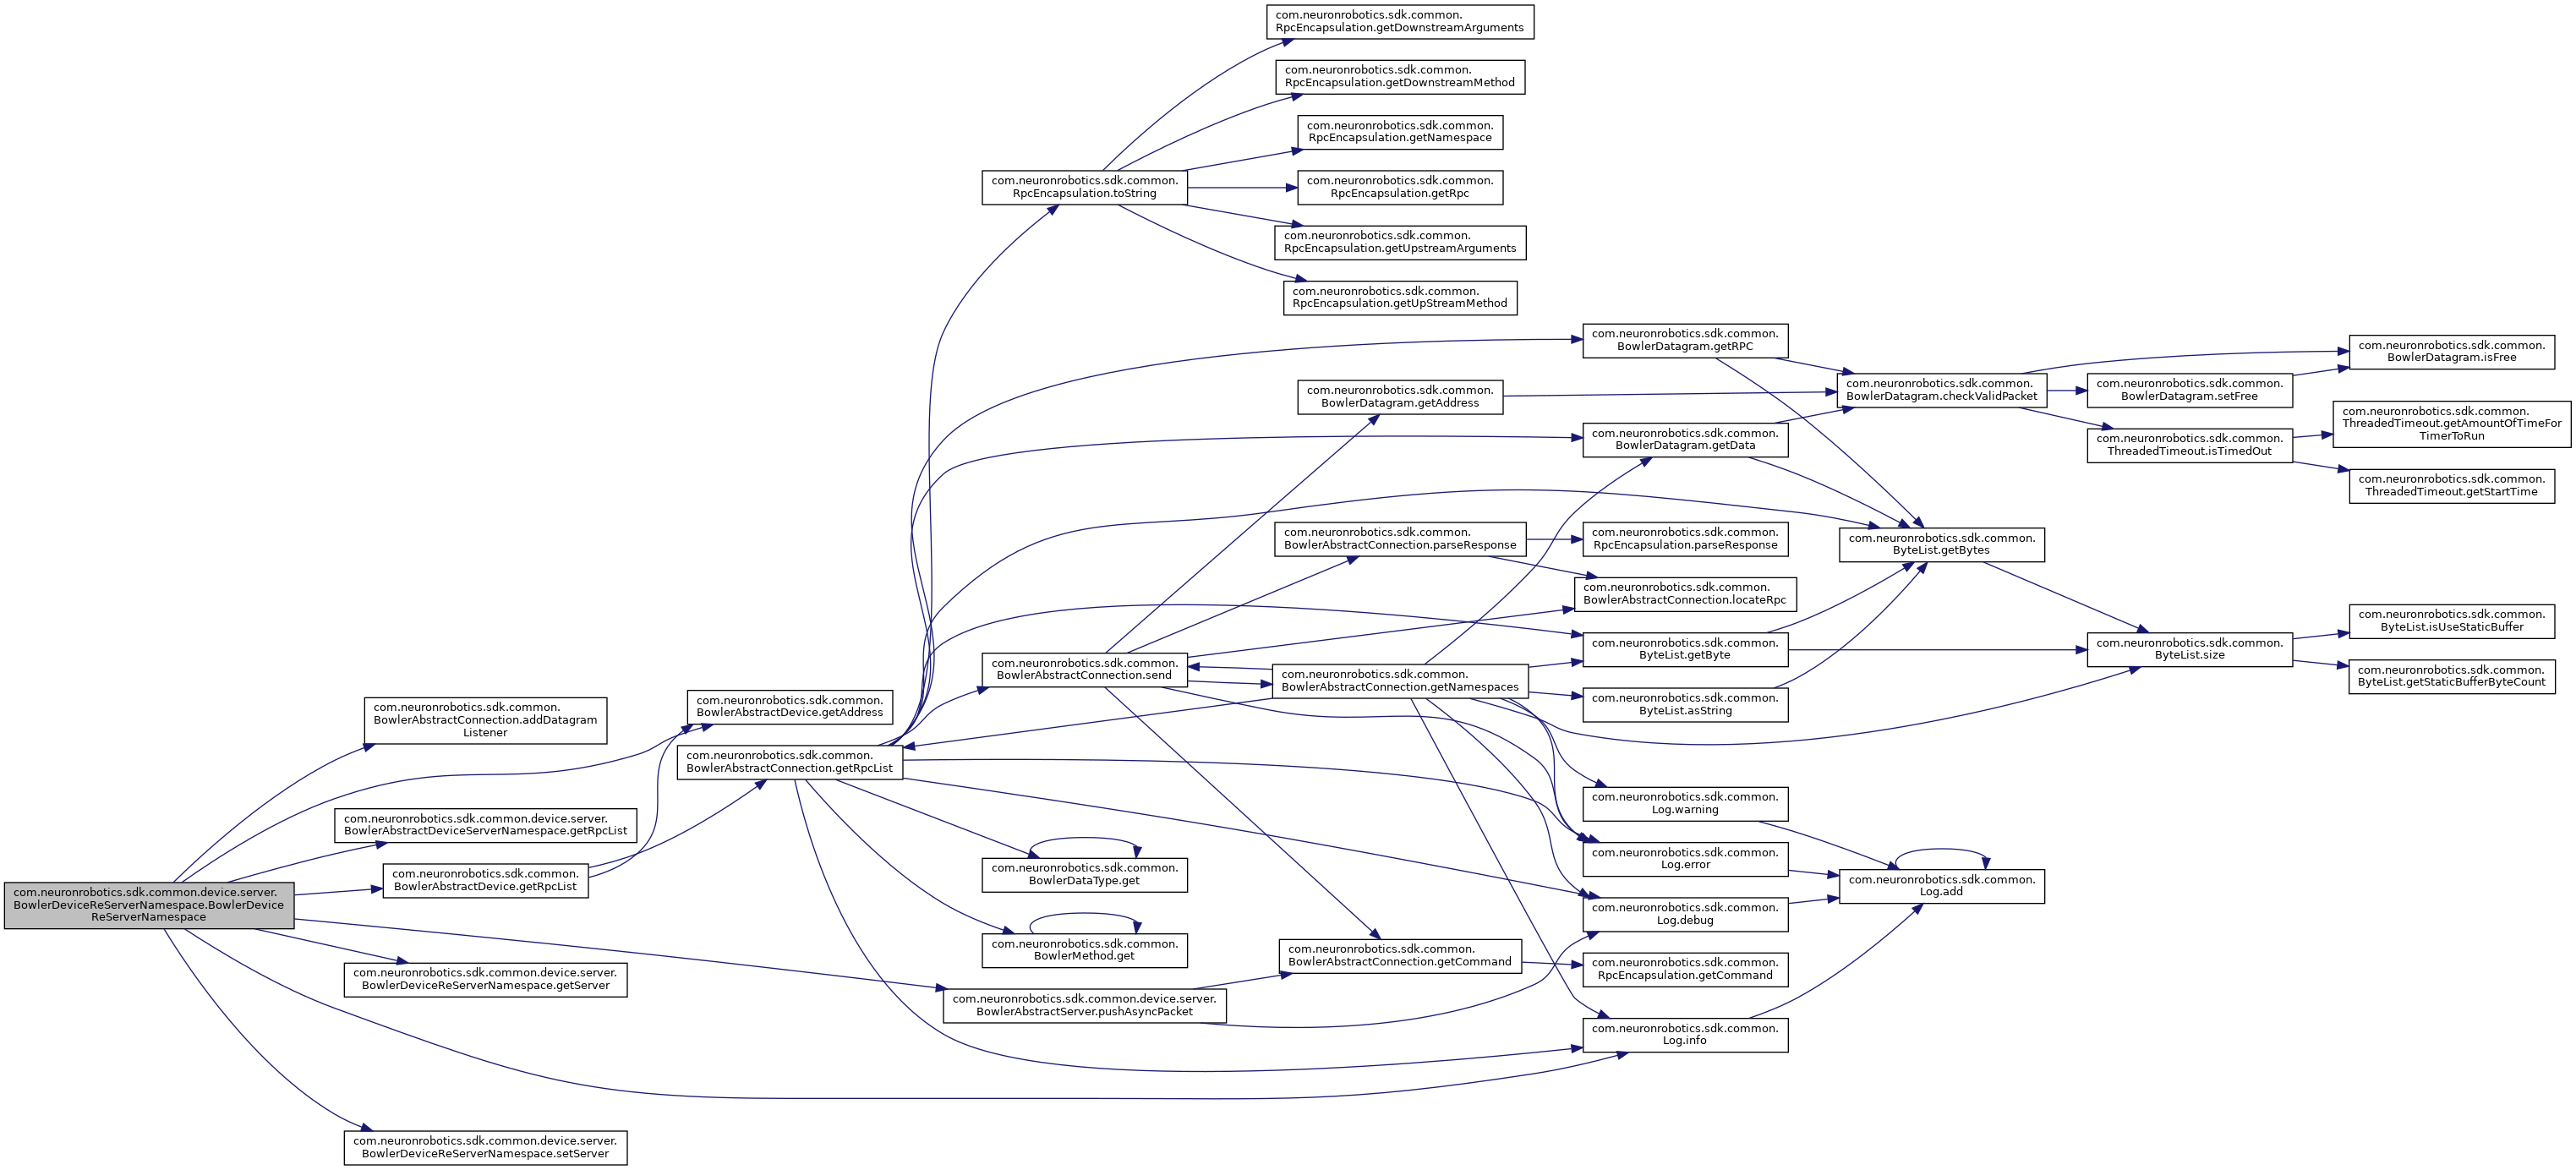 com.neuronrobotics.sdk.common.device.server.
BowlerDeviceReServerNamespace.BowlerDevice
ReServerNamespace
com.neuronrobotics.sdk.common.
BowlerAbstractConnection.addDatagram
Listener
com.neuronrobotics.sdk.common.device.server.
BowlerAbstractDeviceServerNamespace.getRpcList
com.neuronrobotics.sdk.common.
BowlerAbstractDevice.getRpcList
com.neuronrobotics.sdk.common.device.server.
BowlerDeviceReServerNamespace.getServer
com.neuronrobotics.sdk.common.device.server.
BowlerDeviceReServerNamespace.setServer
com.neuronrobotics.sdk.common.
BowlerAbstractDevice.getAddress
com.neuronrobotics.sdk.common.
BowlerAbstractConnection.getRpcList
com.neuronrobotics.sdk.common.
RpcEncapsulation.toString
com.neuronrobotics.sdk.common.
BowlerAbstractConnection.send
com.neuronrobotics.sdk.common.
BowlerDataType.get
com.neuronrobotics.sdk.common.
BowlerMethod.get
com.neuronrobotics.sdk.common.device.server.
BowlerAbstractServer.pushAsyncPacket
com.neuronrobotics.sdk.common.
RpcEncapsulation.getDownstreamArguments
com.neuronrobotics.sdk.common.
RpcEncapsulation.getDownstreamMethod
com.neuronrobotics.sdk.common.
RpcEncapsulation.getNamespace
com.neuronrobotics.sdk.common.
RpcEncapsulation.getRpc
com.neuronrobotics.sdk.common.
RpcEncapsulation.getUpstreamArguments
com.neuronrobotics.sdk.common.
RpcEncapsulation.getUpStreamMethod
com.neuronrobotics.sdk.common.
BowlerDatagram.getAddress
com.neuronrobotics.sdk.common.
BowlerAbstractConnection.parseResponse
com.neuronrobotics.sdk.common.
BowlerAbstractConnection.getNamespaces
com.neuronrobotics.sdk.common.
BowlerAbstractConnection.getCommand
com.neuronrobotics.sdk.common.
BowlerDatagram.getRPC
com.neuronrobotics.sdk.common.
BowlerDatagram.getData
com.neuronrobotics.sdk.common.
RpcEncapsulation.parseResponse
com.neuronrobotics.sdk.common.
BowlerAbstractConnection.locateRpc
com.neuronrobotics.sdk.common.
ByteList.getByte
com.neuronrobotics.sdk.common.
ByteList.asString
com.neuronrobotics.sdk.common.
Log.warning
com.neuronrobotics.sdk.common.
Log.error
com.neuronrobotics.sdk.common.
Log.debug
com.neuronrobotics.sdk.common.
RpcEncapsulation.getCommand
com.neuronrobotics.sdk.common.
Log.info
com.neuronrobotics.sdk.common.
BowlerDatagram.checkValidPacket
com.neuronrobotics.sdk.common.
ByteList.getBytes
com.neuronrobotics.sdk.common.
Log.add
com.neuronrobotics.sdk.common.
BowlerDatagram.setFree
com.neuronrobotics.sdk.common.
ThreadedTimeout.isTimedOut
com.neuronrobotics.sdk.common.
ByteList.size
com.neuronrobotics.sdk.common.
BowlerDatagram.isFree
com.neuronrobotics.sdk.common.
ThreadedTimeout.getAmountOfTimeFor
TimerToRun
com.neuronrobotics.sdk.common.
ThreadedTimeout.getStartTime
com.neuronrobotics.sdk.common.
ByteList.isUseStaticBuffer
com.neuronrobotics.sdk.common.
ByteList.getStaticBufferByteCount